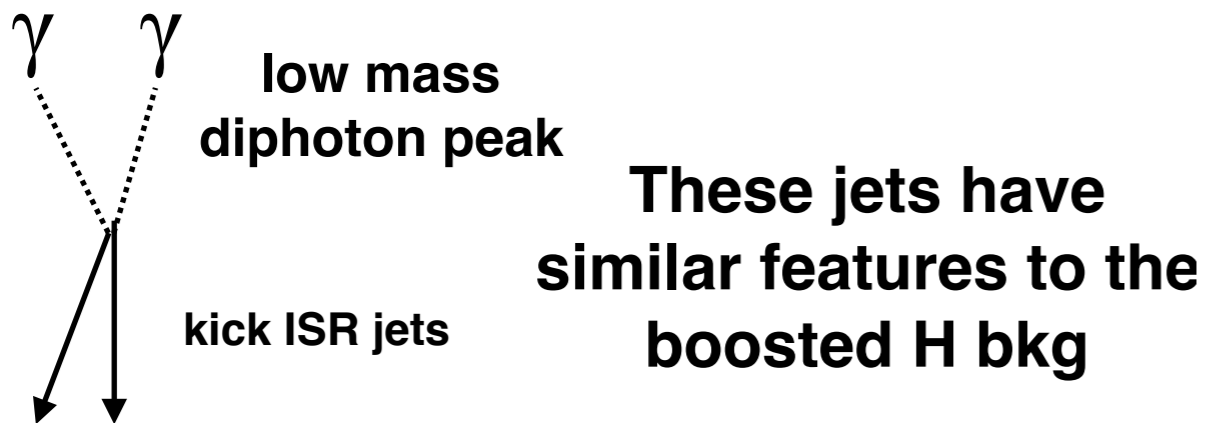 γ γ
low mass
diphoton peak
These jets have
similar features to the
boosted H bkg
kick ISR jets